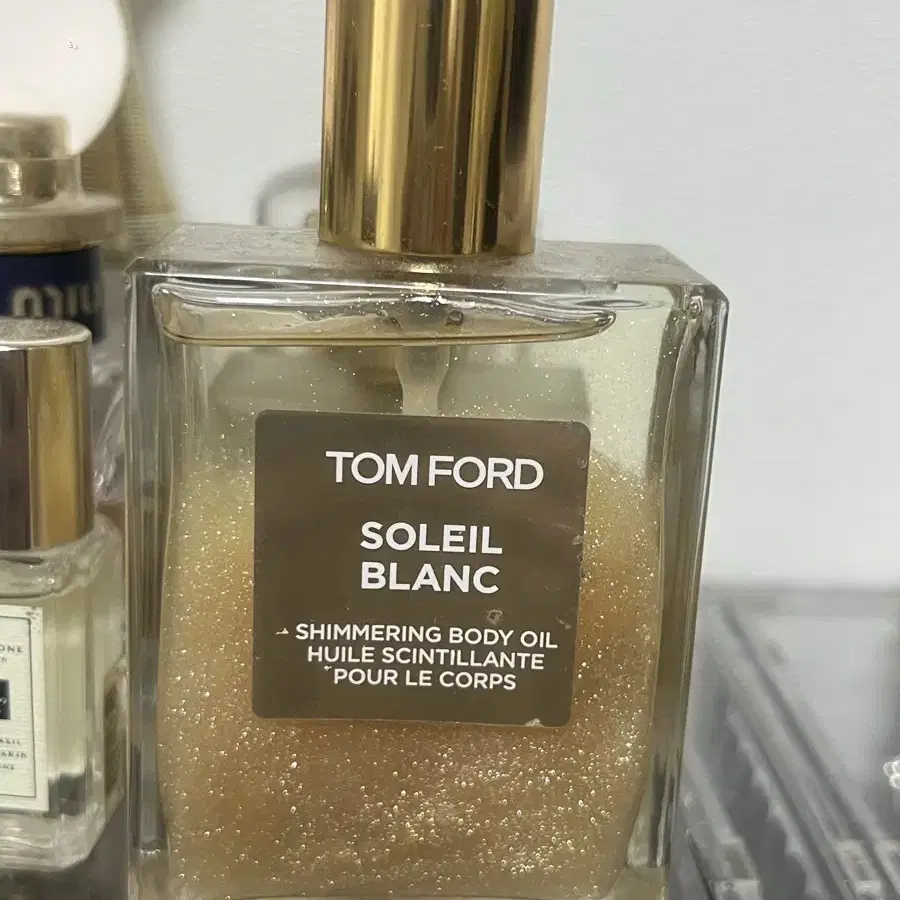 TOM FORD
SOLEIL
BLANC
SHIMMERING BODY OIL
HUILE SCINTILLANTE
POUR LE CORPS